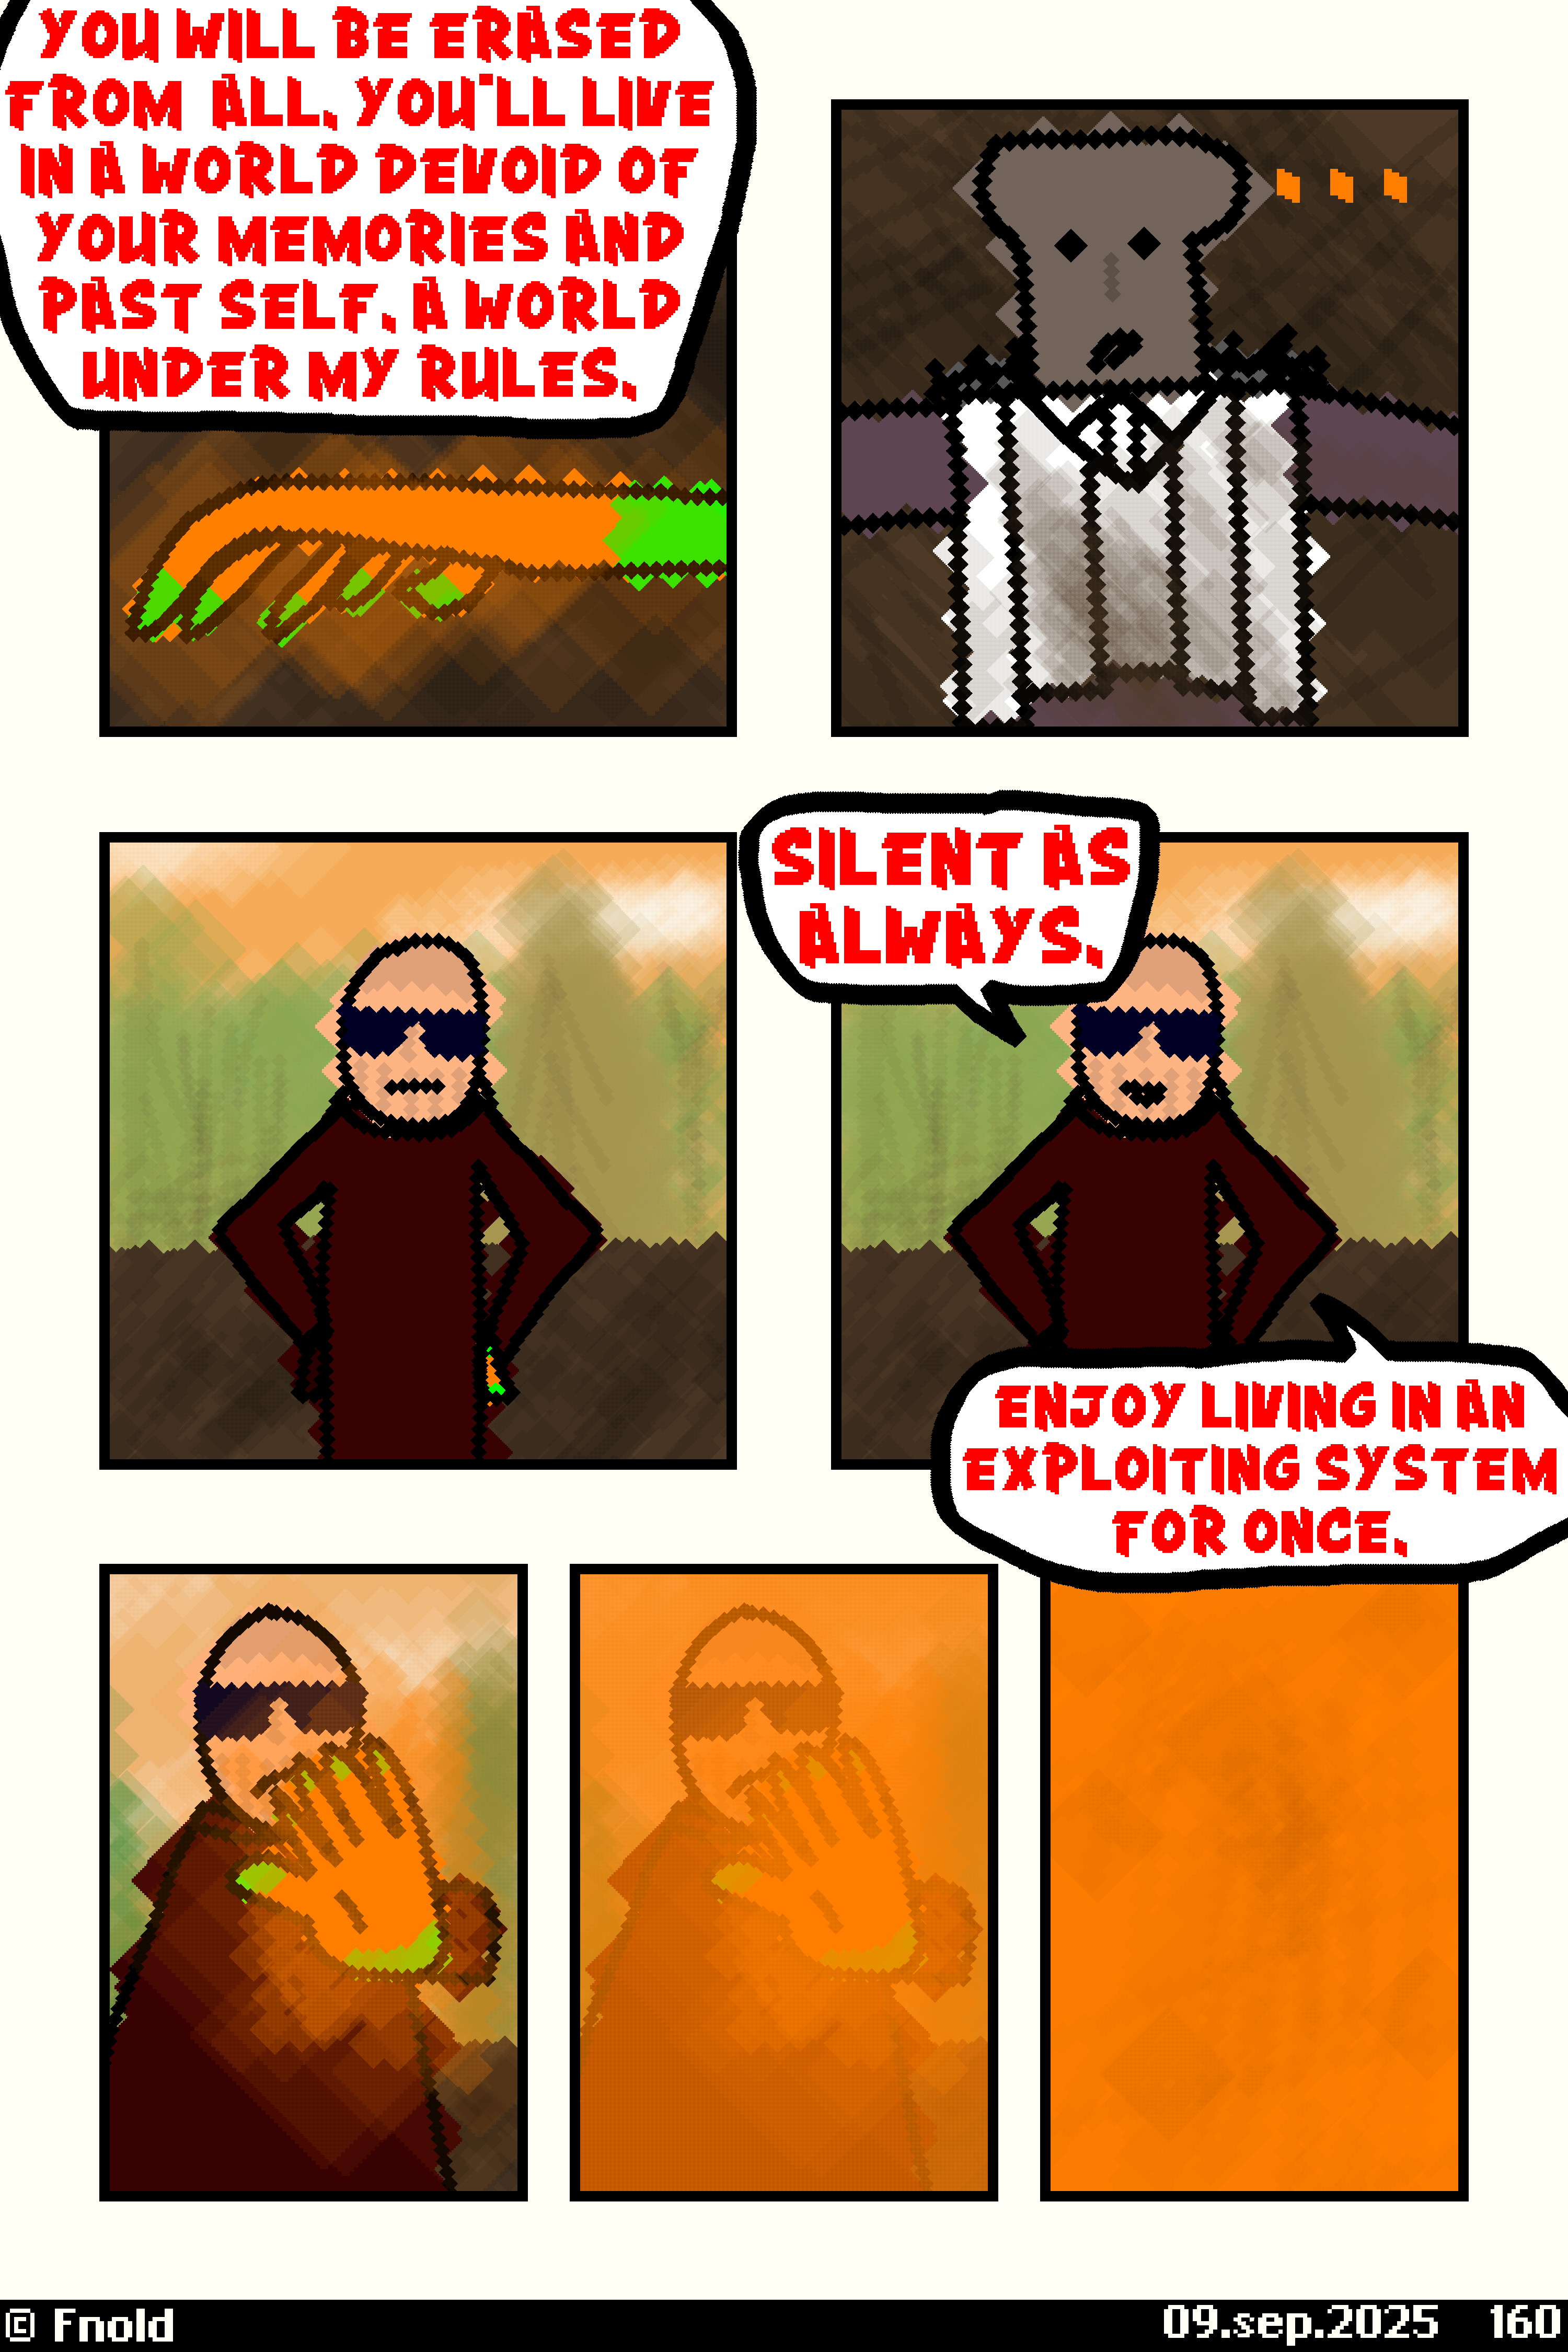 YOU WILL BE ERASED
FROM ALL. YOU'LL LIVE
IN A WORLD DEVOID OF
YOUR MEMORIES AND
PAST SELF. A WORLD
UNDER MY RULES.
...
SILENT AS
ALWAYS.
ENJOY LIVING IN AN
EXPLOITING SYSTEM
FOR ONCE.
© Fnold
09.sep.2025 160